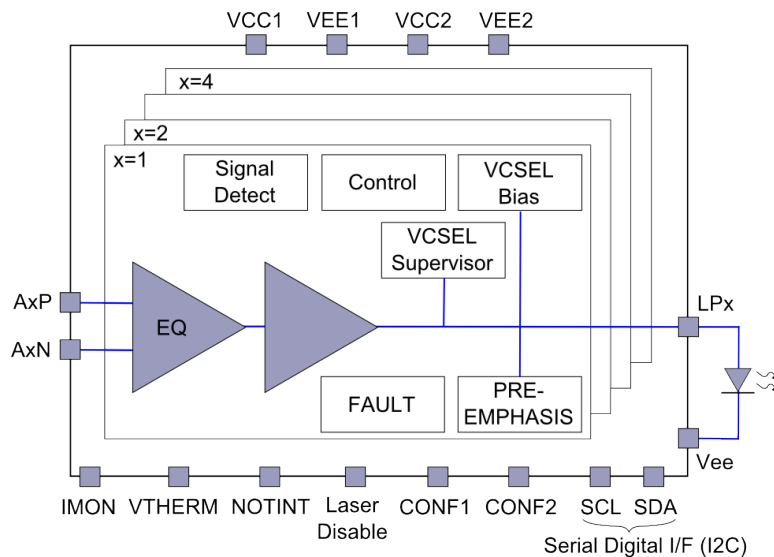 VCC1 VEE1 VCC2 VEE2
x=4
x=2
x=1
Signal
Detect
Control
VCSEL
Bias
VCSEL
Supervisor
AxP
EQ
AxN
LPx
FAULT
PRE-
EMPHASIS
Vee
IMON VTHERM NOTINT Laser
Disable
CONF1 CONF2 SCL SDA
Serial Digital I/F (I2C)